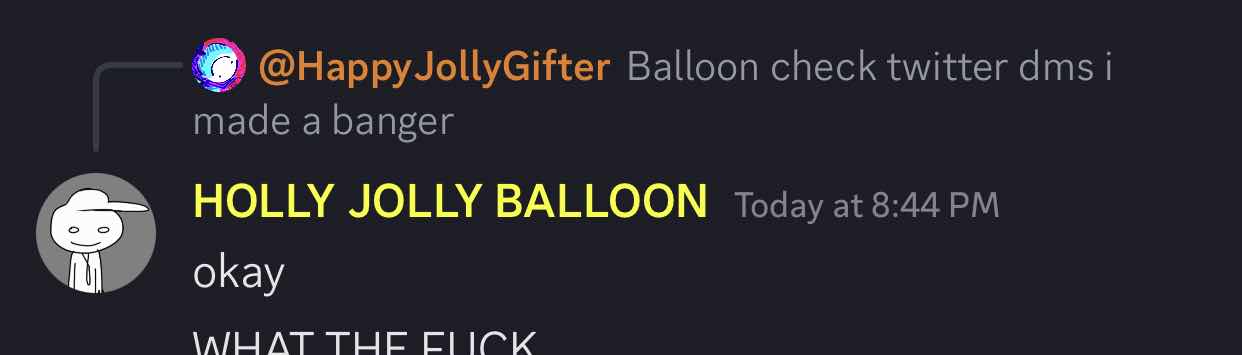 @HappyJollyGifter Balloon check twitter dms i
made a banger
HOLLY JOLLY BALLOON Today at 8:44 PM
okay
WHAT THE FUCK